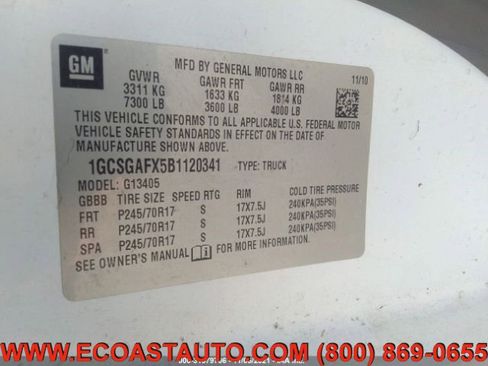 GM
MFD BY GENERAL MOTORS LLC
11/10
GVWR GAWR FRT GAWR RR
3311 KG 1633 KG 1814 KG
7300 LB 3600 LB 4000 LB
THIS VEHICLE CONFORMS TO ALL APPLICABLE U.S. FEDERAL MOTOR
VEHICLE SAFETY STANDARDS IN EFFECT ON THE DATE OF
MANUFACTURE SHOWN ABOVE.
1GCSGAFX5B1120341 TYPE: TRUCK
MODEL: G13405
GBBB TIRE SIZE SPEED RTG RIM COLD TIRE PRESSURE
FRT P245/70R17 S 17X7.5J 240KPA(35PSI)
RR P245/70R17 S 17X7.5J 240KPA(35PSI)
SPA P245/70R17 S 17X7.5J 240KPA(35PSI)
SEE OWNER'S MANUAL FOR MORE INFORMATION.
WWW.ECOASTAUTO.COM (800) 869-0655